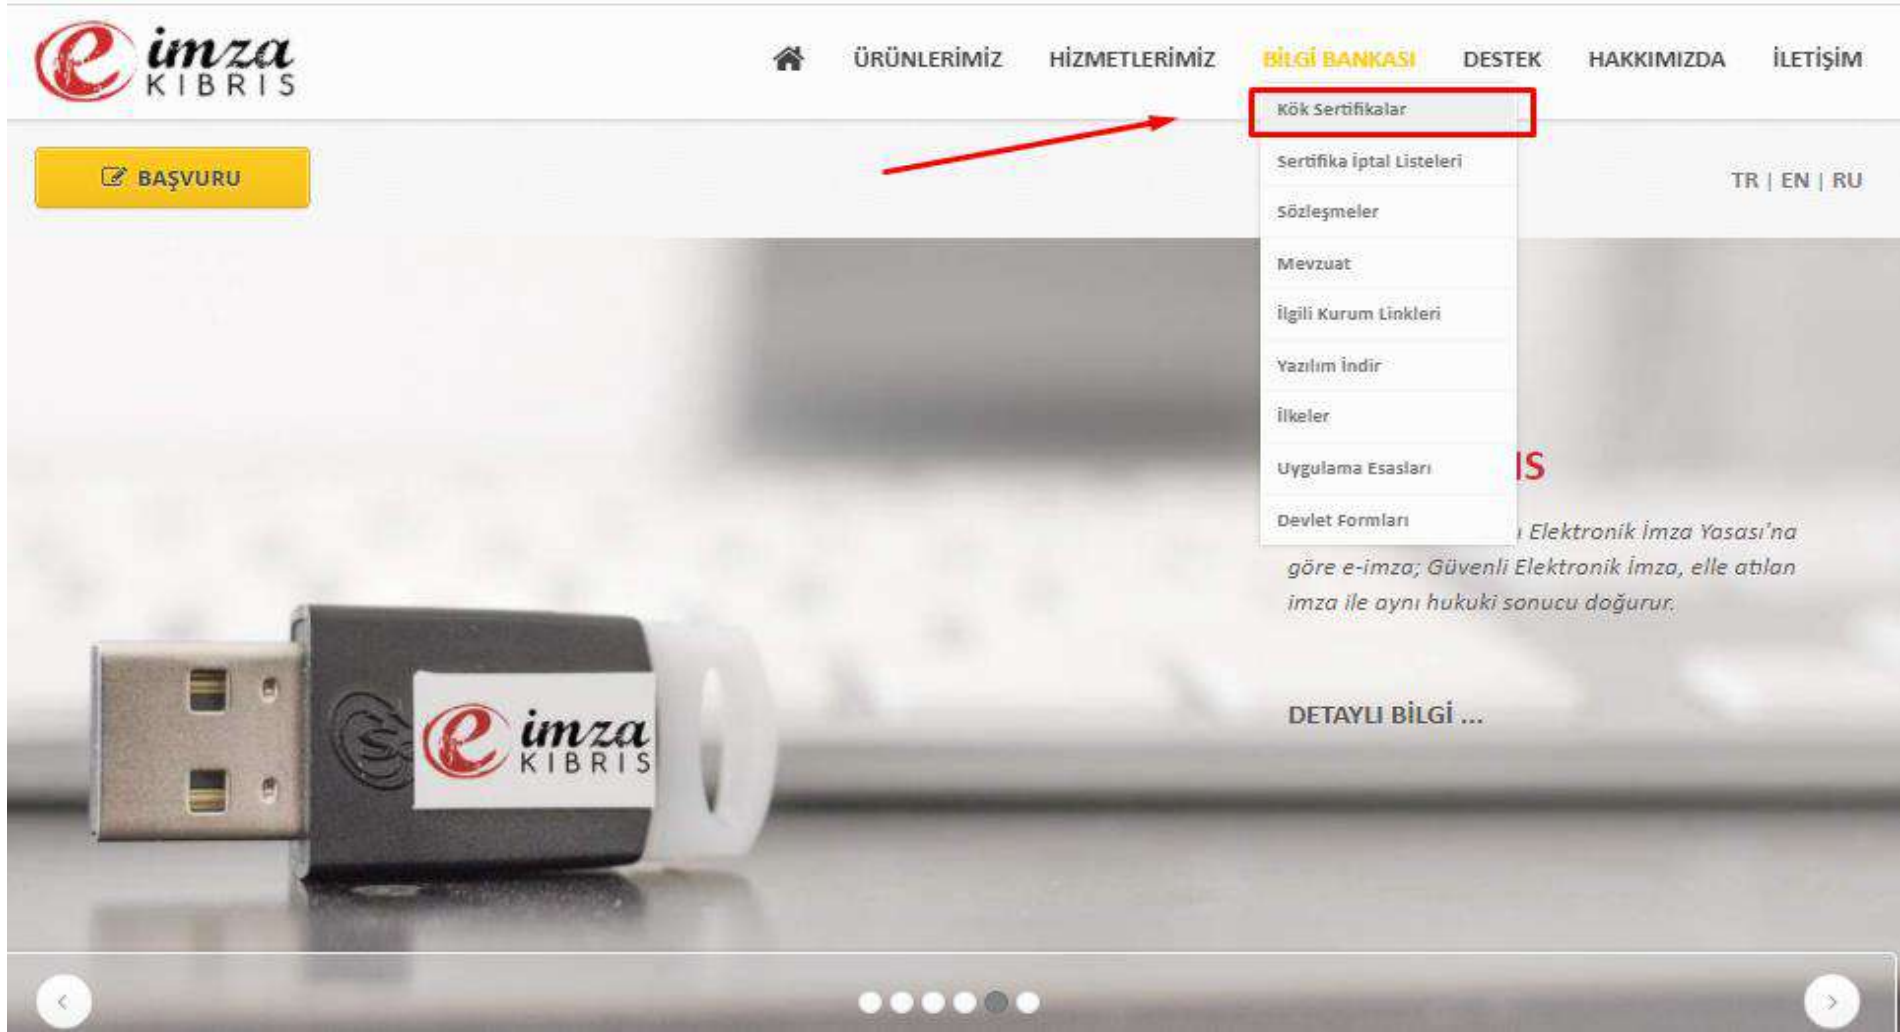 e imza
KIBRIS
ÜRÜNLERİMİZ HİZMETLERİMİZ BİLGİ BANKASI DESTEK HAKKIMIZDA İLETİŞİM
Kök Sertifikalar
BAŞVURU
TR | EN | RU
Sertifika İptal Listeleri
Sözleşmeler
Mevzuat
İlgili Kurum Linkleri
Yazılım İndir
İlkeler
Uygulama Esasları
Devlet Formları
IS
Elektronik İmza Yasası'na
göre e-imza; Güvenli Elektronik İmza, elle atılan
imza ile aynı hukuki sonucu doğurur.
DETAYLI BİLGİ ...
e imza
KIBRIS